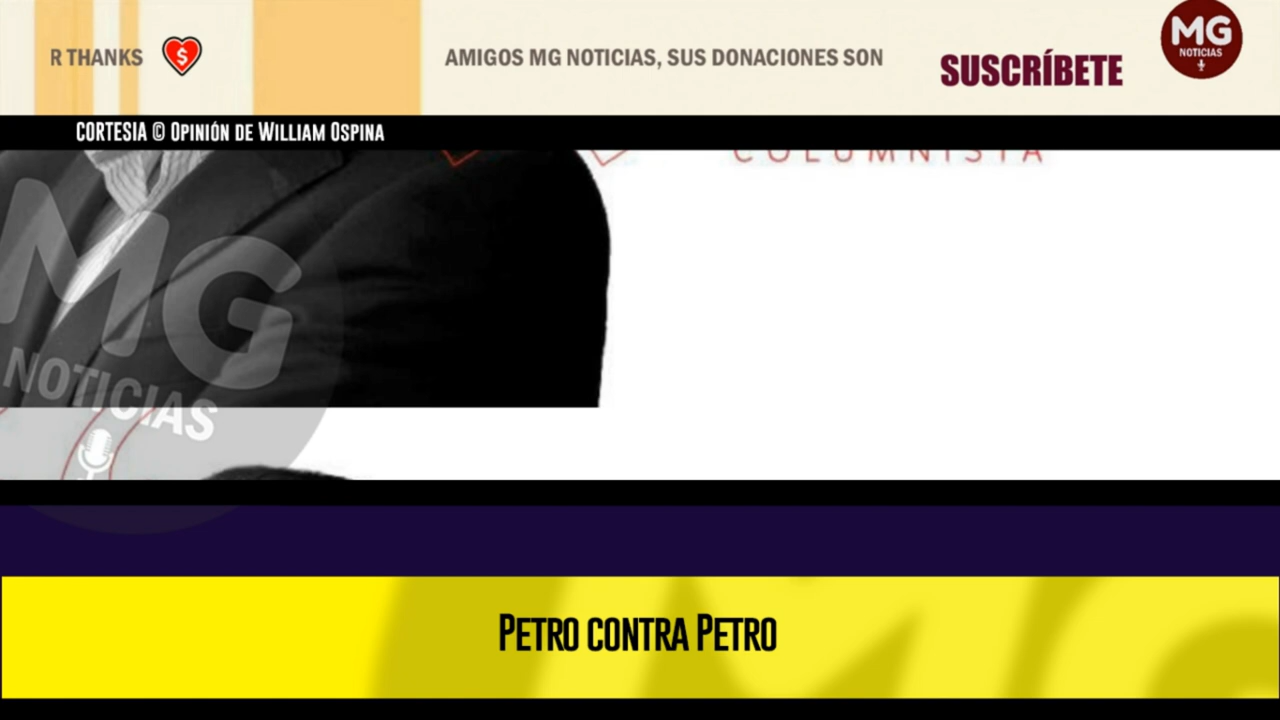 R THANKS
AMIGOS MG NOTICIAS, SUS DONACIONES SON
SUSCRÍBETE
MG
NOTICIAS
CORTESIA © OPINIÓN DE WILLIAM OSPINA
COLUMNISTA
MG
NOTICIAS
PETRO CONTRA PETRO